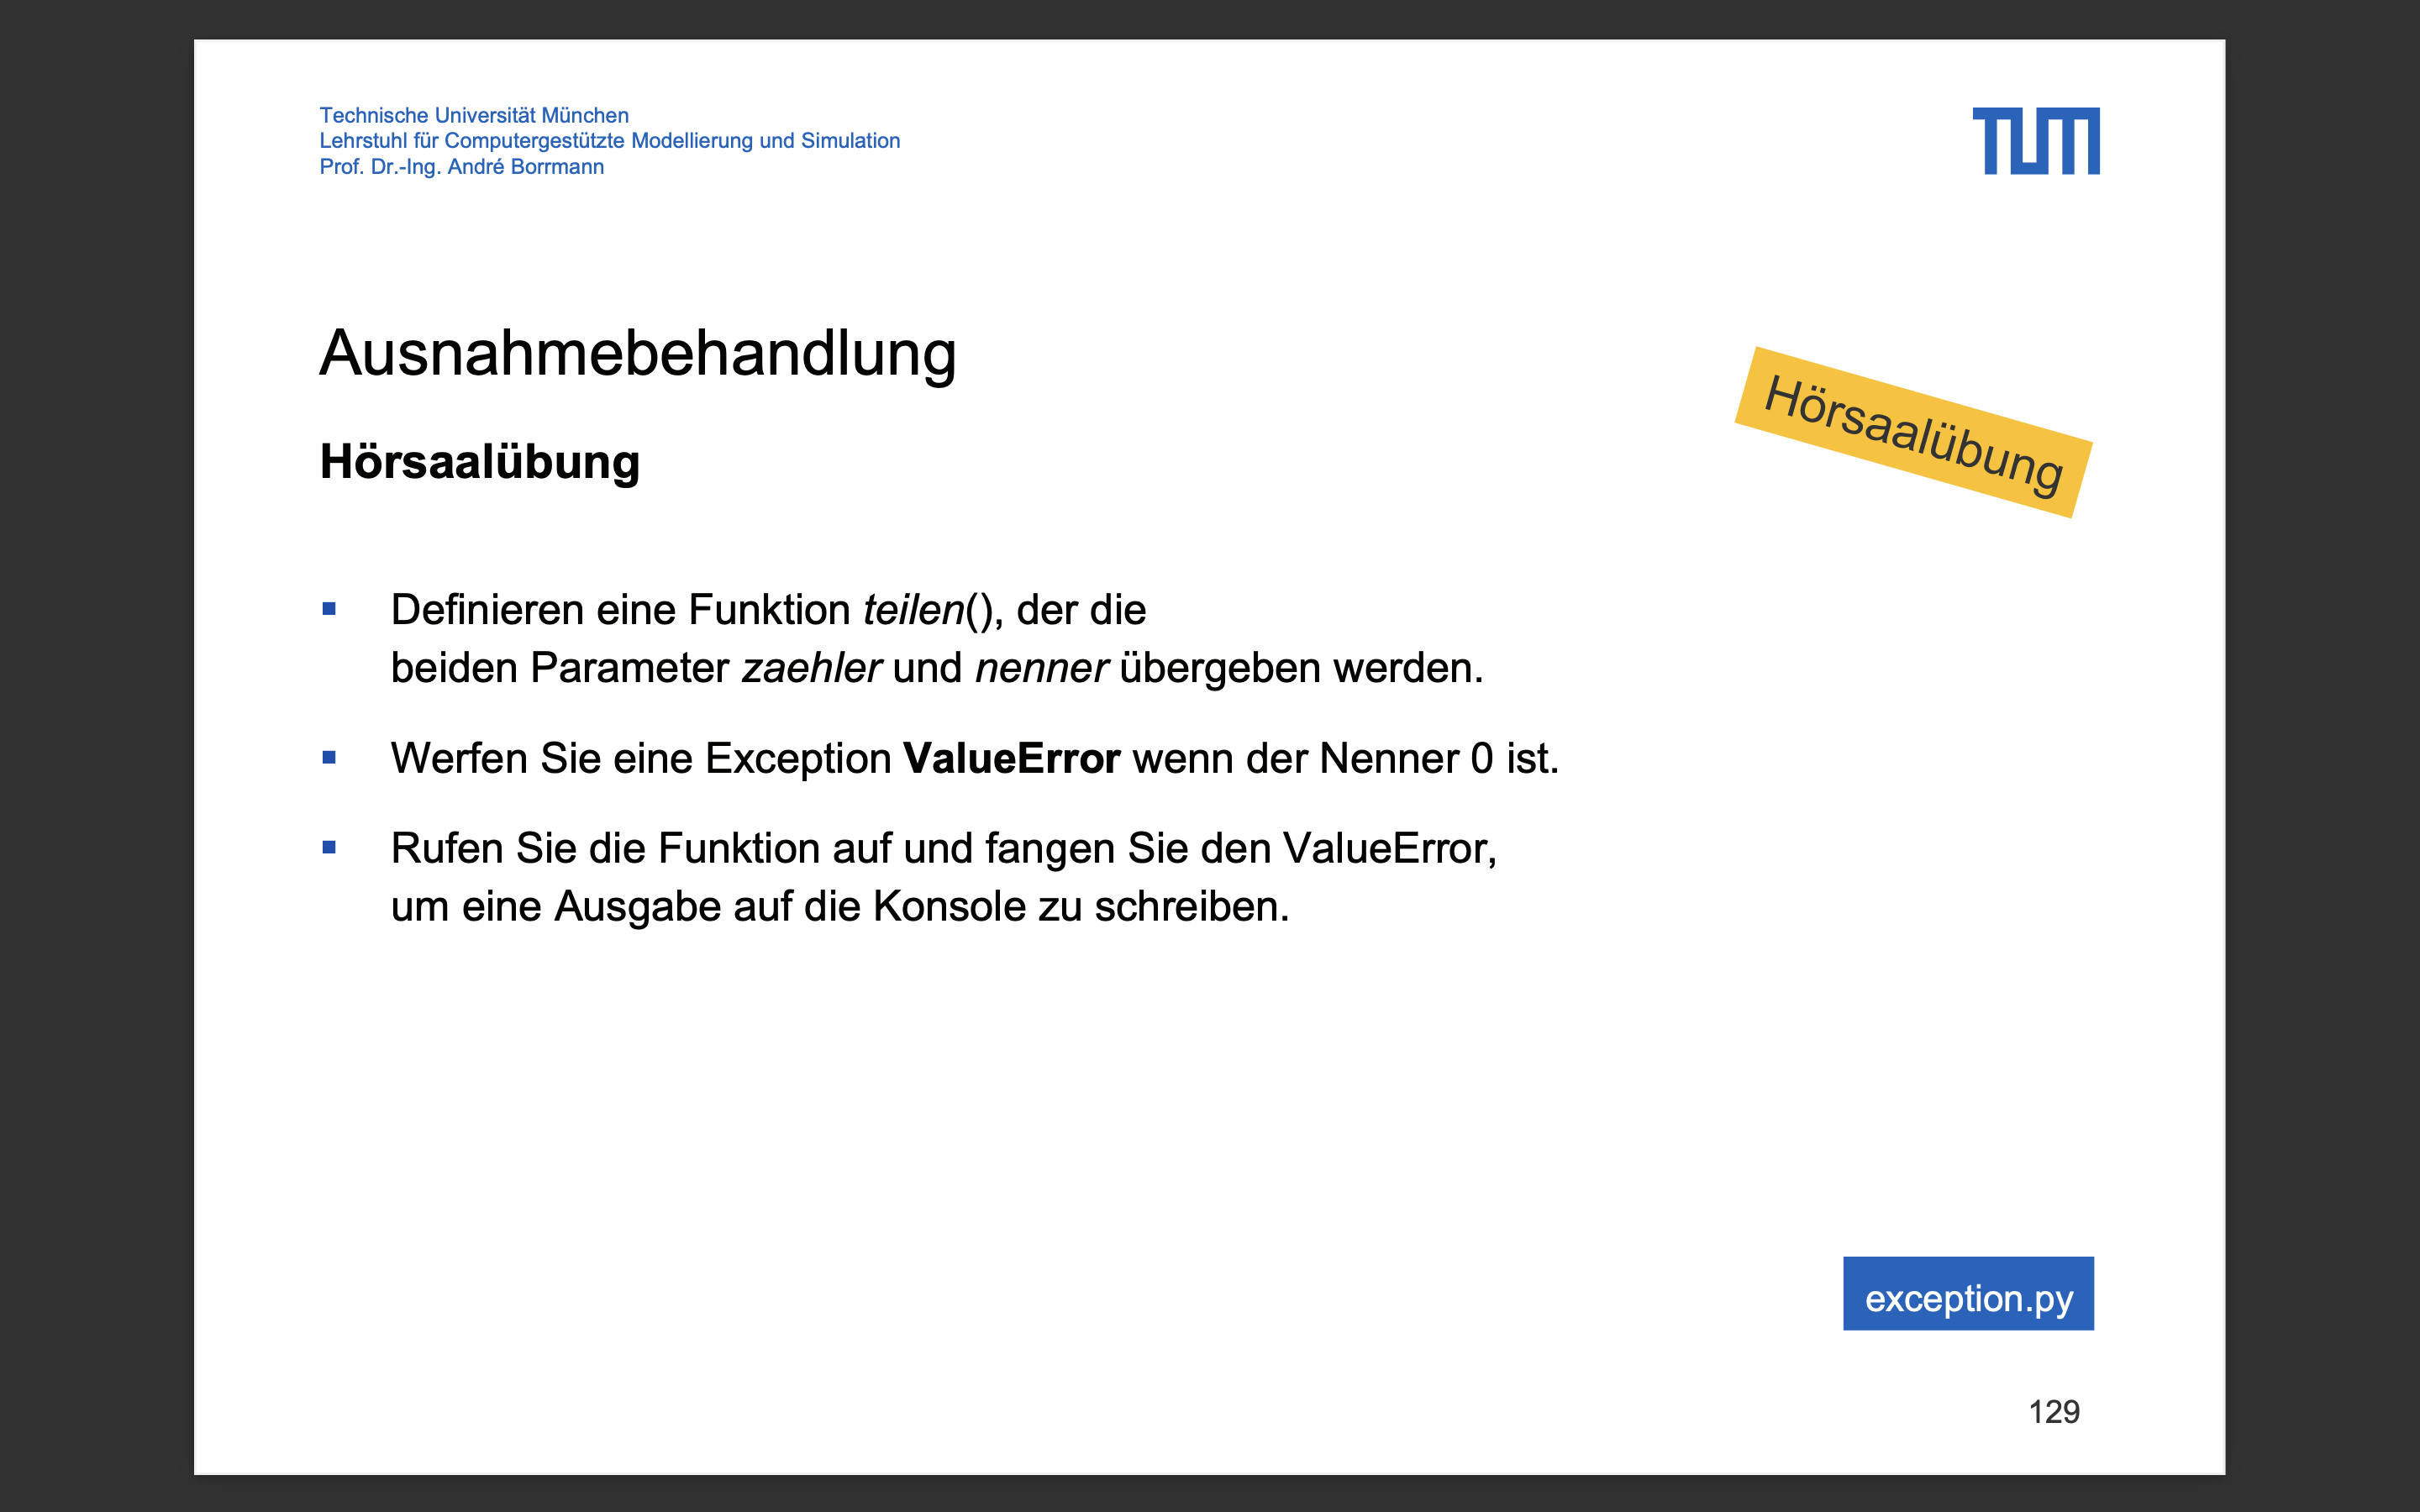 Technische Universität München
Lehrstuhl für Computergestützte Modellierung und Simulation
Prof. Dr.-Ing. André Borrmann
TUM
Ausnahmebehandlung
Hörsaalübung
Hörsaalübung
Definieren eine Funktion teilen(), der die
beiden Parameter zaehler und nenner übergeben werden.
Werfen Sie eine Exception ValueError wenn der Nenner 0 ist.
Rufen Sie die Funktion auf und fangen Sie den ValueError,
um eine Ausgabe auf die Konsole zu schreiben.
exception.py
129